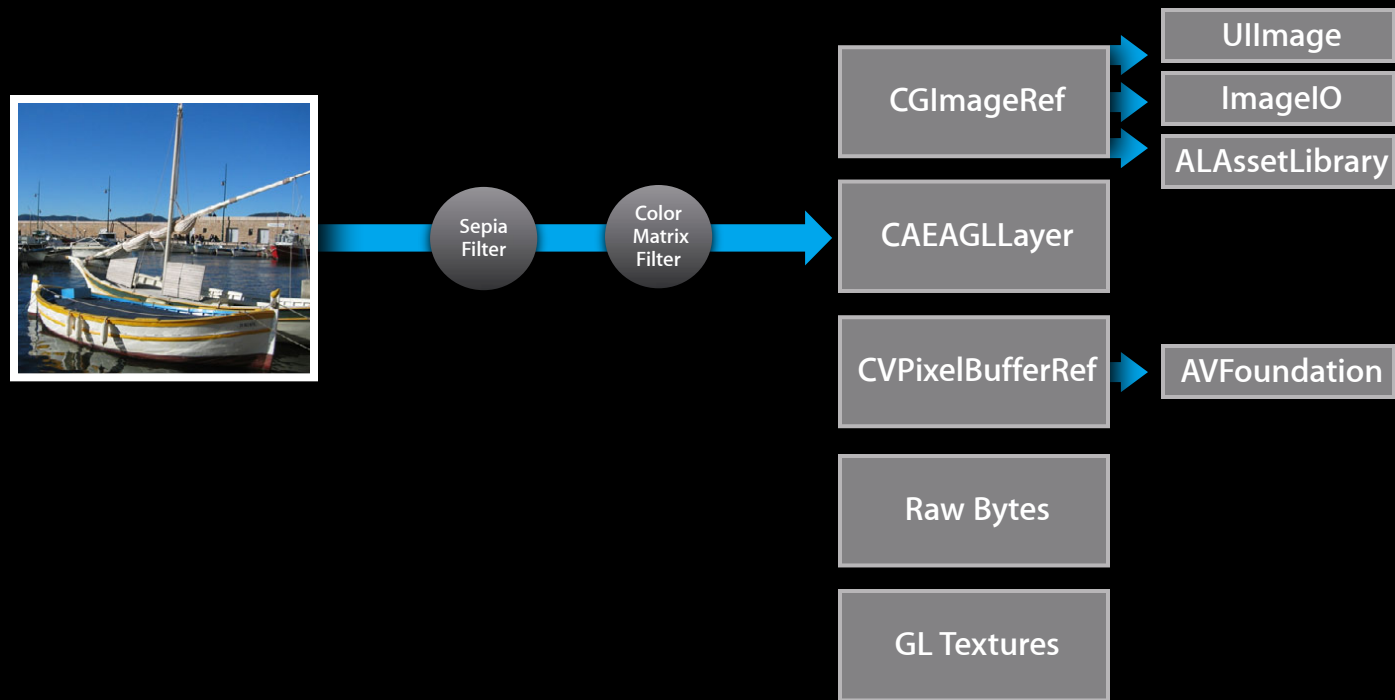 Sepia
Filter
Color
Matrix
Filter
CGImageRef
UIImage
ImageIO
ALAssetLibrary
CAEAGLLayer
CVPixelBufferRef
AVFoundation
Raw Bytes
GL Textures